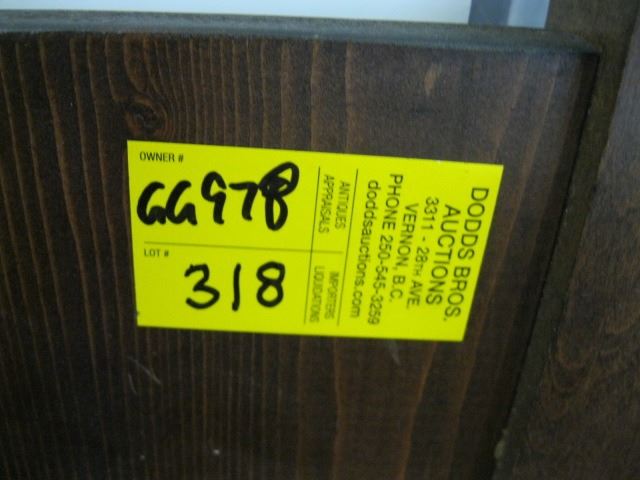 OWNER #
GG978
LOT #
318
DODDS BROS.
AUCTIONS
3311 - 28TH AVE.
VERNON, B.C.
PHONE 250-545-3259
doddsauctions.com
ANTIQUES
APPRAISALS
IMPORTERS
LIQUIDATIONS